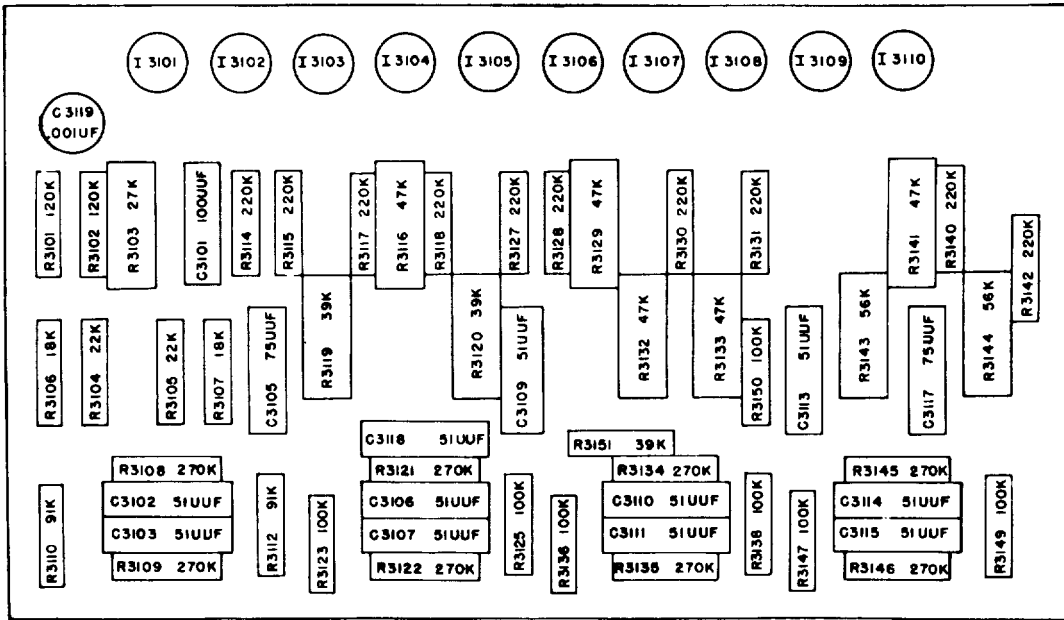 I 3101
I 3102
I 3103
I 3104
I 3105
I 3106
I 3107
I 3108
I 3109
I 3110
C3119
.001UF
R3101 120K
R3102 120K
R3103 27K
C3101 100UUF
R3114 220K
R3115 220K
R3117 220K
R3116 47K
R3118 220K
R3127 220K
R3128 220K
R3129 47K
R3130 220K
R3131 220K
R3141 47K
R3140 220K
R3142 220K
R3106 18K
R3104 22K
R3105 22K
R3107 18K
C3105 75UUF
R3119 39K
R3120 39K
C3109 51UUF
R3132 47K
R3133 47K
R3150 100K
C3113 51UUF
R3143 56K
C3117 75UUF
R3144 56K
C3118 51UUF
R3151 39K
R3108 270K
R3121 270K
R3134 270K
R3145 270K
R3110 91K
C3102 51UUF
C3103 51UUF
R3109 270K
R3112 91K
R3123 100K
C3106 51UUF
C3107 51UUF
R3122 270K
R3125 100K
R3136 100K
C3110 51UUF
C3111 51UUF
R3135 270K
R3138 100K
R3147 100K
C3114 51UUF
C3115 51UUF
R3146 270K
R3149 100K